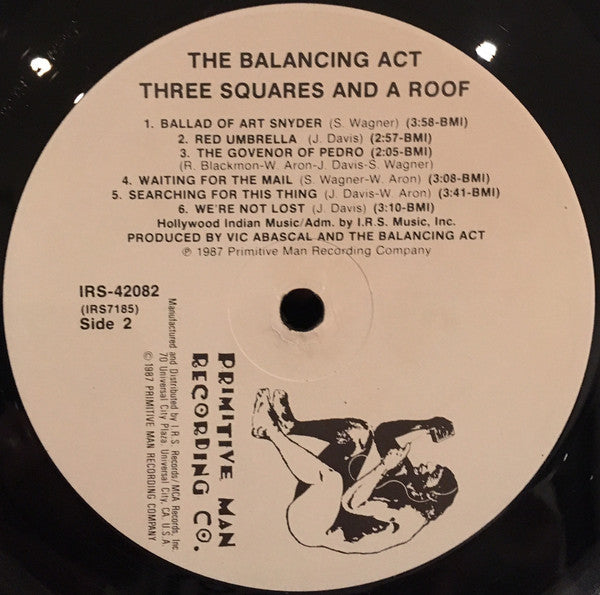 THE BALANCING ACT
THREE SQUARES AND A ROOF
1. BALLAD OF ART SNYDER (S. Wagner) (3:58-BMI)
2. RED UMBRELLA (J. Davis) (2:57-BMI)
3. THE GOVENOR OF PEDRO (2:05-BMI)
(R. Blackmon-W. Aron-J. Davis-S. Wagner)
4. WAITING FOR THE MAIL (S. Wagner-W. Aron) (3:08-BMI)
5. SEARCHING FOR THIS THING (J. Davis-W. Aron) (3:41-BMI)
6. WE'RE NOT LOST (J. Davis) (3:10-BMI)
Hollywood Indian Music/Adm. by I.R.S. Music, Inc.
PRODUCED BY VIC ABASCAL AND THE BALANCING ACT
℗ 1987 Primitive Man Recording Company
IRS-42082
(IRS7185)
Side 2
Manufactured and Distributed by I.R.S. Records/MCA Records, Inc.
70 Universal City Plaza, Universal City, CA. U.S.A.
© 1987 PRIMITIVE MAN RECORDING COMPANY
PRIMITIVE MAN
RECORDING CO.